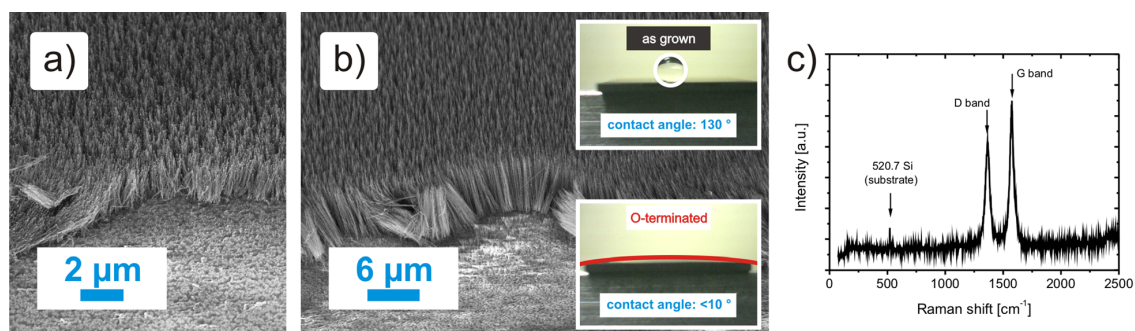 a)
2 µm
b)
6 µm
as grown
contact angle: 130 °
O-terminated
contact angle: <10 °
c)
Intensity [a.u.]
520.7 Si
(substrate)
D band
G band
0 500 1000 1500 2000 2500
Raman shift [cm⁻¹]